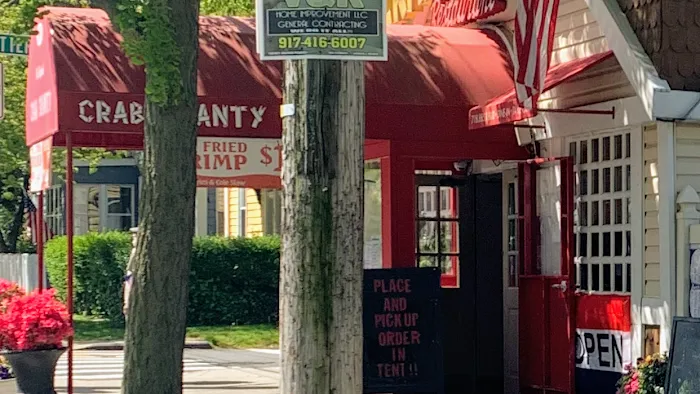 HOME IMPROVEMENT LLC
GENERAL CONTRACTING
917-416-6007
Restaurant
CRAB
ANTY
FRIED
RIMP $
PLACE
AND
PICK UP
ORDER
IN
TENT !!
OPEN